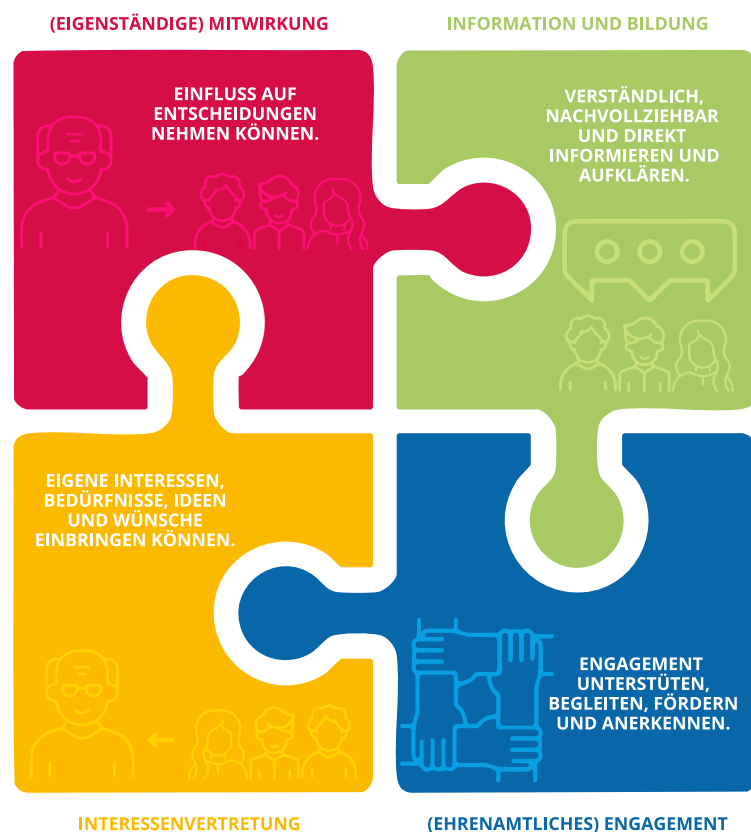 (EIGENSTÄNDIGE) MITWIRKUNG
EINFLUSS AUF
ENTSCHEIDUNGEN
NEHMEN KÖNNEN.
INFORMATION UND BILDUNG
VERSTÄNDLICH,
NACHVOLLZIEHBAR
UND DIREKT
INFORMIEREN UND
AUFKLÄREN.
EIGENE INTERESSEN,
BEDÜRFNISSE, IDEEN
UND WÜNSCHE
EINBRINGEN KÖNNEN.
INTERESSENVERTRETUNG
ENGAGEMENT
UNTERSTÜTEN,
BEGLEITEN, FÖRDERN
UND ANERKENNEN.
(EHRENAMTLICHES) ENGAGEMENT